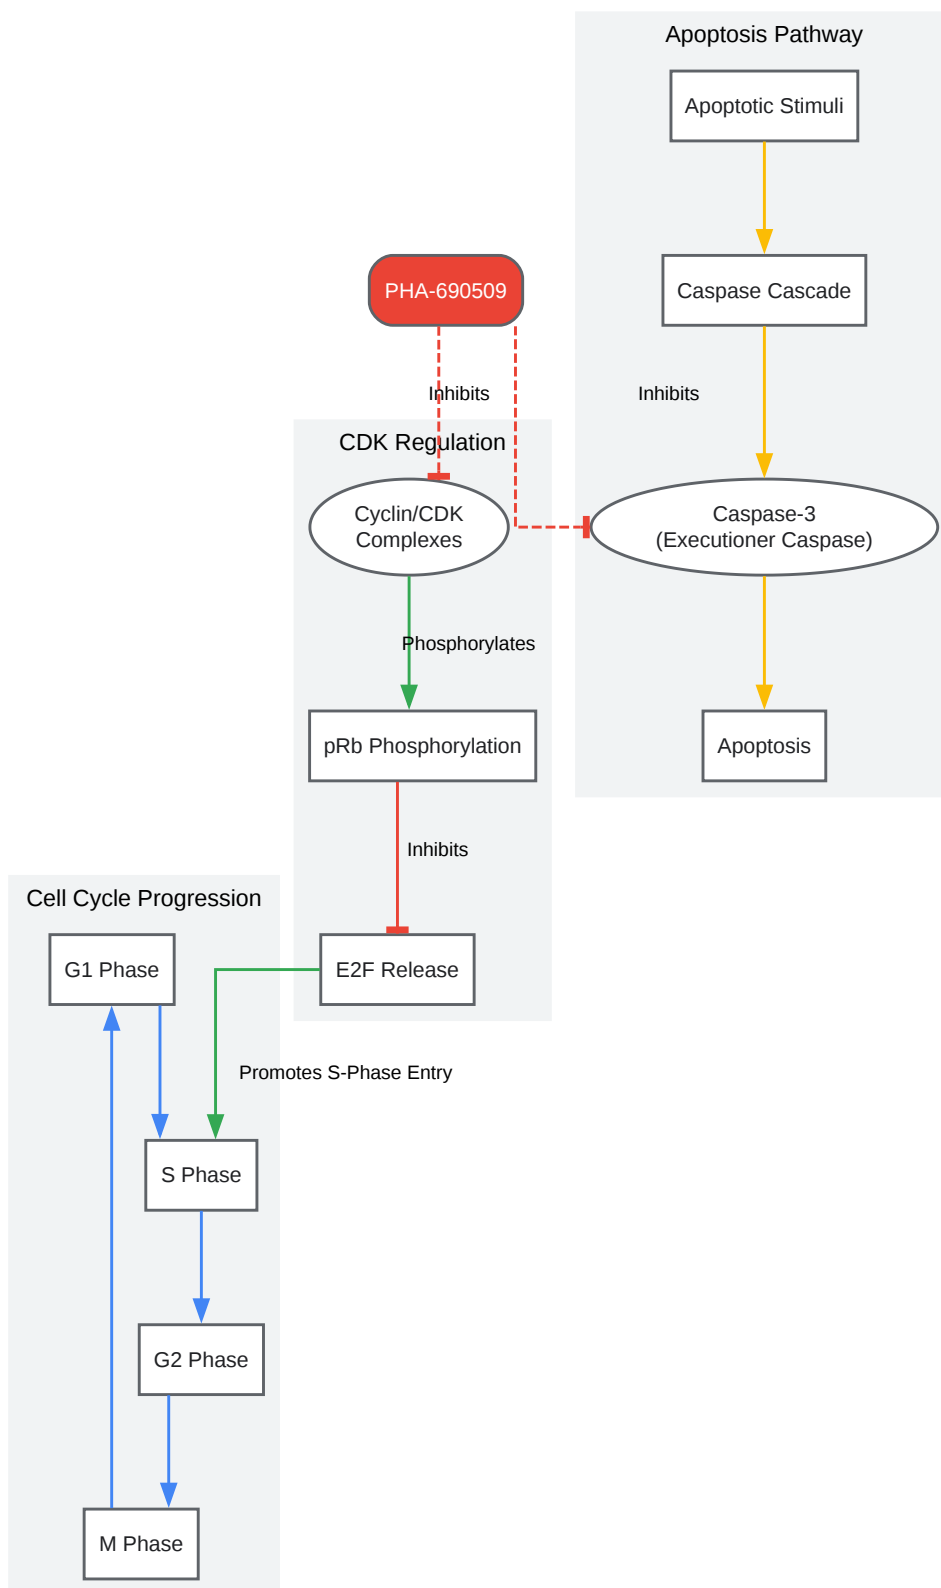 Apoptosis Pathway
Apoptotic Stimuli
PHA-690509
Caspase Cascade
Inhibits
Inhibits
CDK Regulation
Cyclin/CDK
Complexes
Caspase-3
(Executioner Caspase)
Phosphorylates
pRb Phosphorylation
Apoptosis
Inhibits
Cell Cycle Progression
G1 Phase
E2F Release
Promotes S-Phase Entry
S Phase
G2 Phase
M Phase